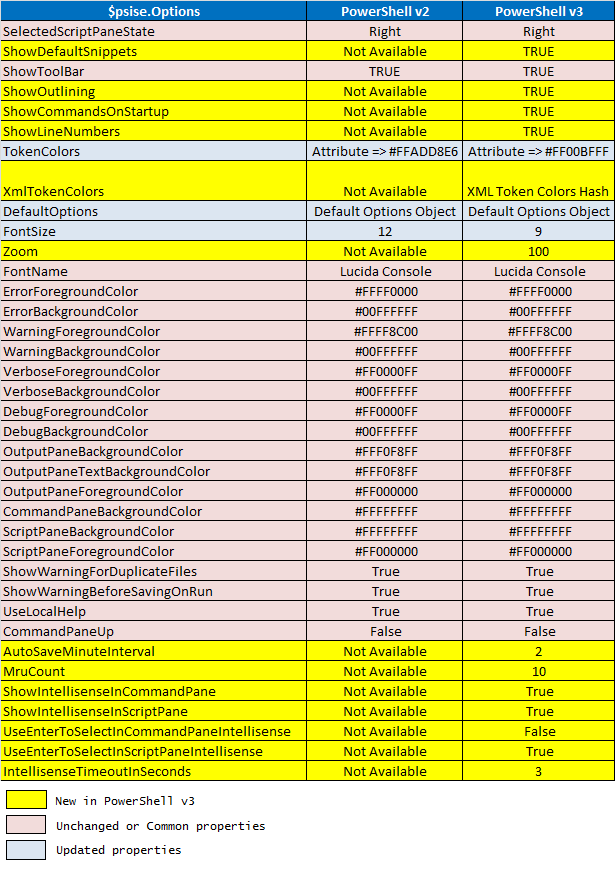 $psise.Options PowerShell v2 PowerShell v3
SelectedScriptPaneState Right Right
ShowDefaultSnippets Not Available TRUE
ShowToolBar TRUE TRUE
ShowOutlining Not Available TRUE
ShowCommandsOnStartup Not Available TRUE
ShowLineNumbers Not Available TRUE
TokenColors Attribute => #FFADD8E6 Attribute => #FF00BFFF
XmlTokenColors Not Available XML Token Colors Hash
DefaultOptions Default Options Object Default Options Object
FontSize 12 9
Zoom Not Available 100
FontName Lucida Console Lucida Console
ErrorForegroundColor #FFFF0000 #FFFF0000
ErrorBackgroundColor #00FFFFFF #00FFFFFF
WarningForegroundColor #FFFF8C00 #FFFF8C00
WarningBackgroundColor #00FFFFFF #00FFFFFF
VerboseForegroundColor #FF0000FF #FF0000FF
VerboseBackgroundColor #00FFFFFF #00FFFFFF
DebugForegroundColor #FF0000FF #FF0000FF
DebugBackgroundColor #00FFFFFF #00FFFFFF
OutputPaneBackgroundColor #FFF0F8FF #FFF0F8FF
OutputPaneTextBackgroundColor #FFF0F8FF #FFF0F8FF
OutputPaneForegroundColor #FF000000 #FF000000
CommandPaneBackgroundColor #FFFFFFFF #FFFFFFFF
ScriptPaneBackgroundColor #FFFFFFFF #FFFFFFFF
ScriptPaneForegroundColor #FF000000 #FF000000
ShowWarningForDuplicateFiles True True
ShowWarningBeforeSavingOnRun True True
UseLocalHelp True True
CommandPaneUp False False
AutoSaveMinuteInterval Not Available 2
MruCount Not Available 10
ShowIntellisenseInCommandPane Not Available True
ShowIntellisenseInScriptPane Not Available True
UseEnterToSelectInCommandPaneIntellisense Not Available False
UseEnterToSelectInScriptPaneIntellisense Not Available True
IntellisenseTimeoutInSeconds Not Available 3
New in PowerShell v3
Unchanged or Common properties
Updated properties